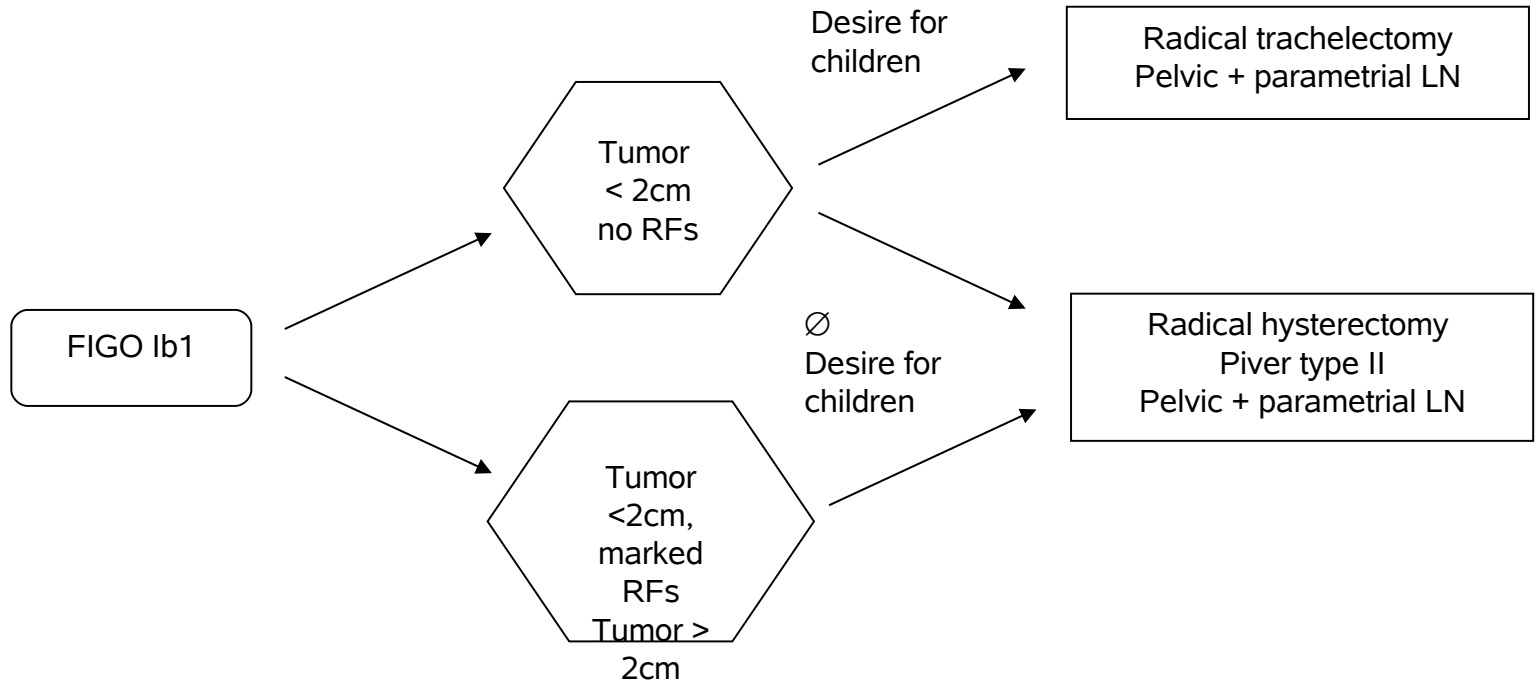 Desire for
children
Radical trachelectomy
Pelvic + parametrial LN
Tumor
< 2cm
no RFs
FIGO Ib1
∅
Desire for
children
Radical hysterectomy
Piver type II
Pelvic + parametrial LN
Tumor
<2cm,
marked
RFs
Tumor >
2cm